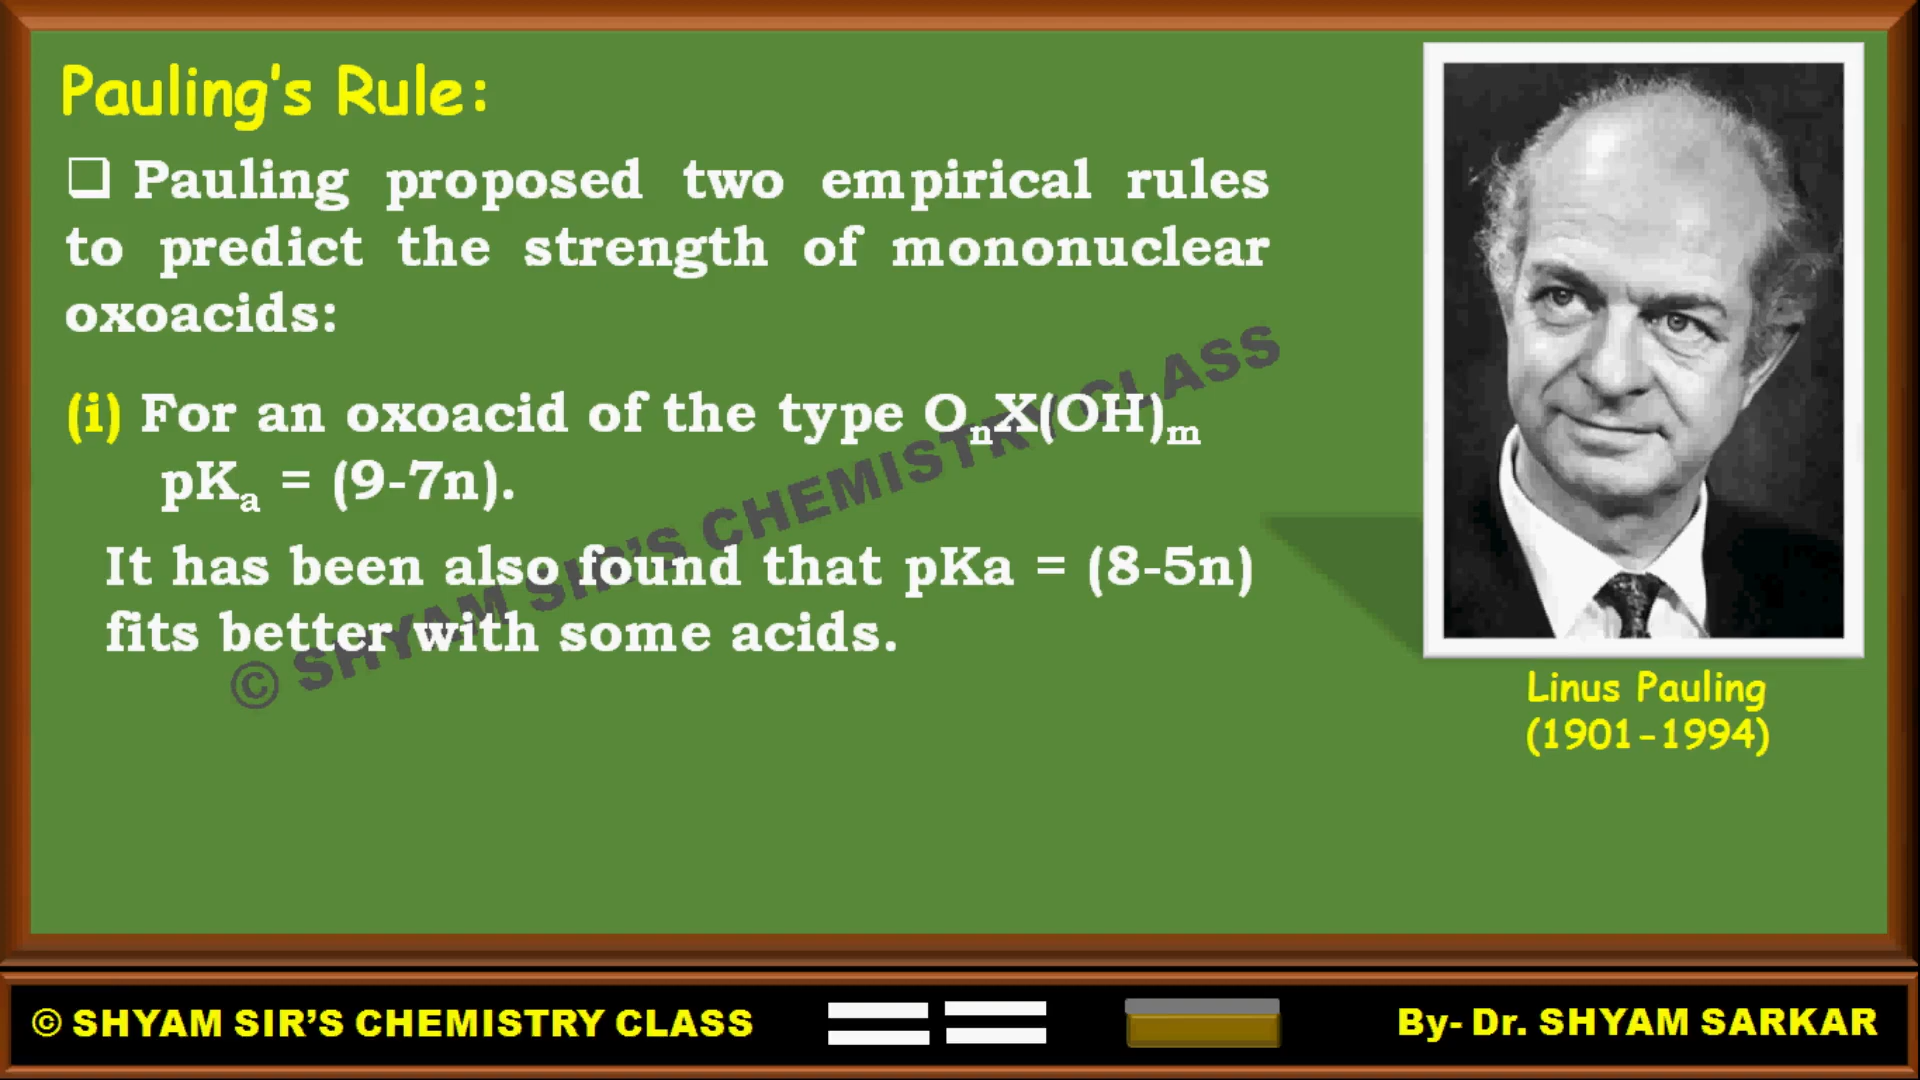 Pauling's Rule:
❑ Pauling proposed two empirical rules
to predict the strength of mononuclear
oxoacids:
(i) For an oxoacid of the type OₙX(OH)ₘ
pKₐ = (9-7n).
It has been also found that pKa = (8-5n)
fits better with some acids.
© SHYAM SIR'S CHEMISTRY CLASS
Linus Pauling
(1901-1994)
© SHYAM SIR'S CHEMISTRY CLASS
By- Dr. SHYAM SARKAR